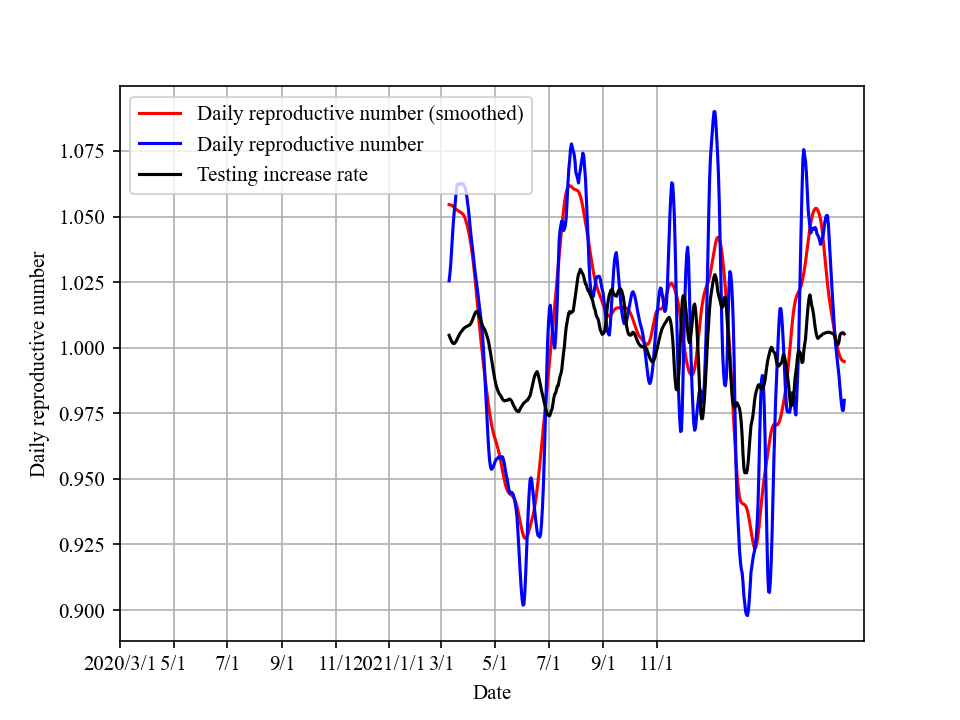 Daily reproductive number (smoothed)
Daily reproductive number
Testing increase rate
Daily reproductive number
1.075
1.050
1.025
1.000
0.975
0.950
0.925
0.900
2020/3/1 5/1 7/1 9/1 11/1 2021/1/1 3/1 5/1 7/1 9/1 11/1
Date